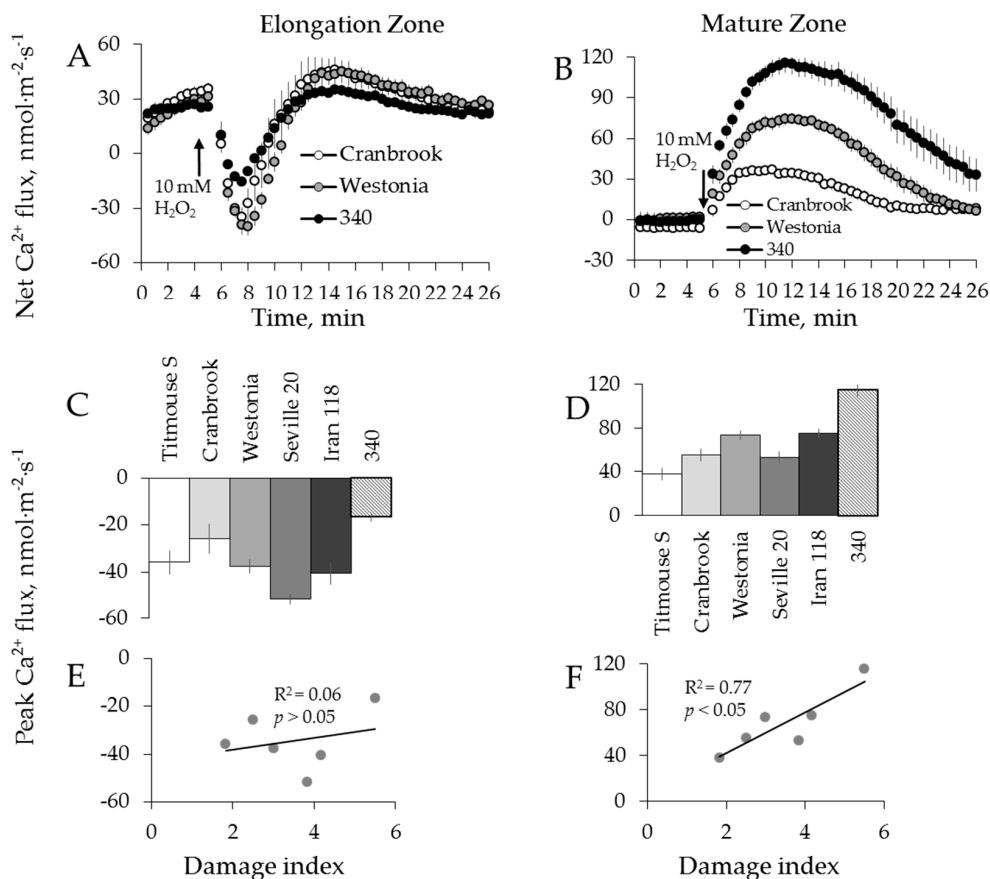 Elongation Zone
Mature Zone
Net Ca²⁺ flux, nmol·m⁻²·s⁻¹
A
60
30
0
-30
-60
10 mM
H₂O₂
Cranbrook
Westonia
340
0 2 4 6 8 10 12 14 16 18 20 22 24 26
Time, min
B
120
90
60
30
0
-30
10 mM
H₂O₂
Cranbrook
Westonia
340
0 2 4 6 8 10 12 14 16 18 20 22 24 26
Time, min
Peak Ca²⁺ flux, nmol·m⁻²·s⁻¹
C
Titmouse S
Cranbrook
Westonia
Seville 20
Iran 118
340
0
-20
-40
-60
D
120
80
40
0
Titmouse S
Cranbrook
Westonia
Seville 20
Iran 118
340
E
0
-20
-40
-60
R² = 0.06
p > 0.05
0 2 4 6
Damage index
F
120
80
40
0
R² = 0.77
p < 0.05
0 2 4 6
Damage index